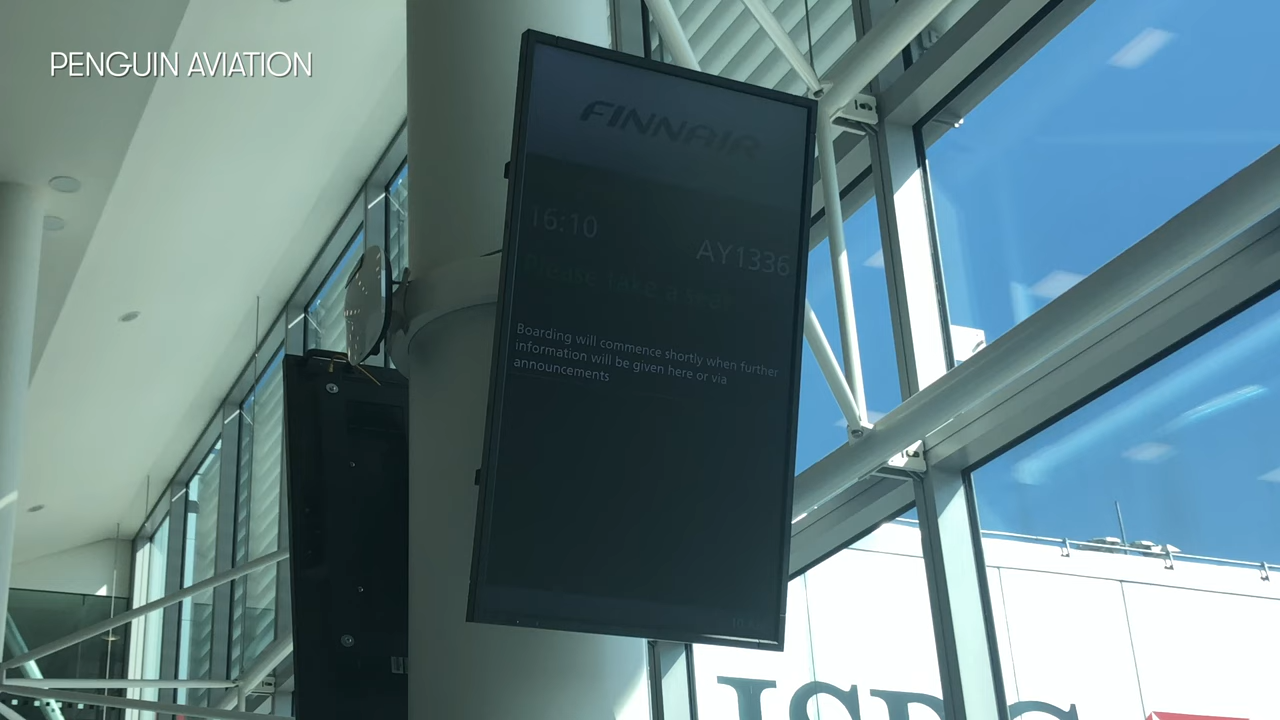 PENGUIN AVIATION
FINNAIR
16:10
AY1336
Please take a seat
Boarding will commence shortly when further
information will be given here or via
announcements